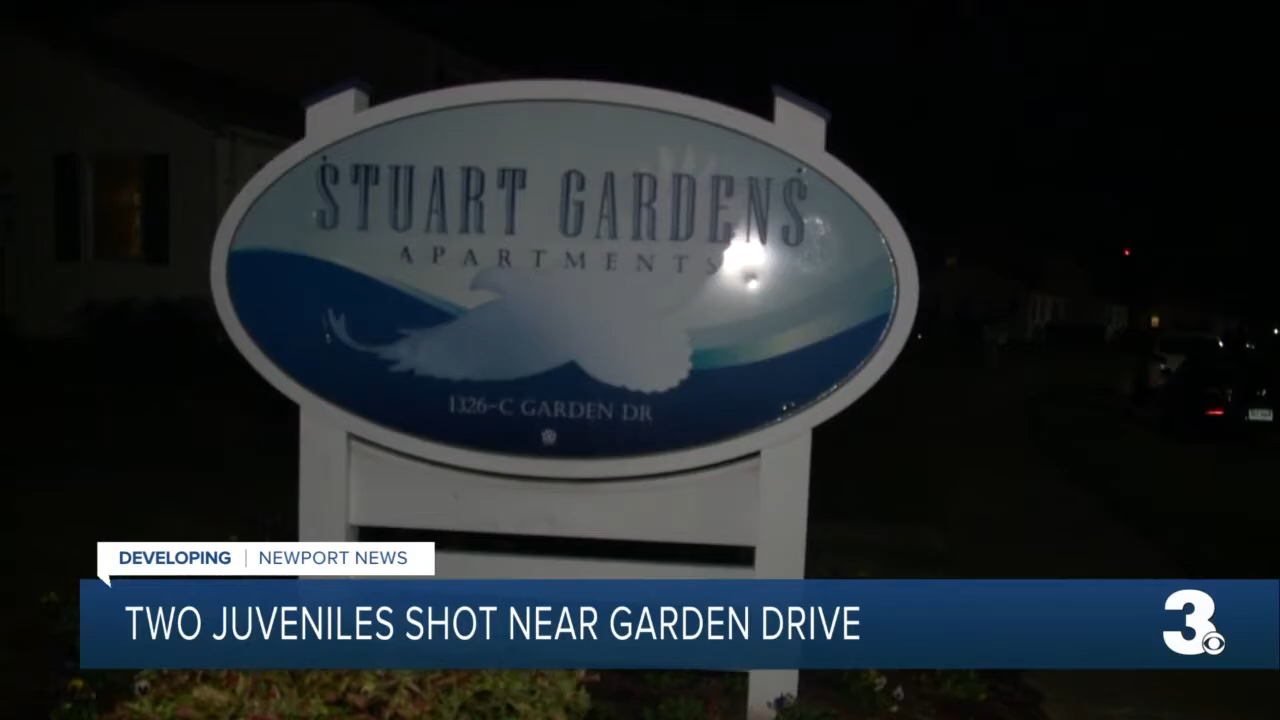 STUART GARDENS
APARTMENTS
1326-C GARDEN DR
DEVELOPING | NEWPORT NEWS
TWO JUVENILES SHOT NEAR GARDEN DRIVE
3